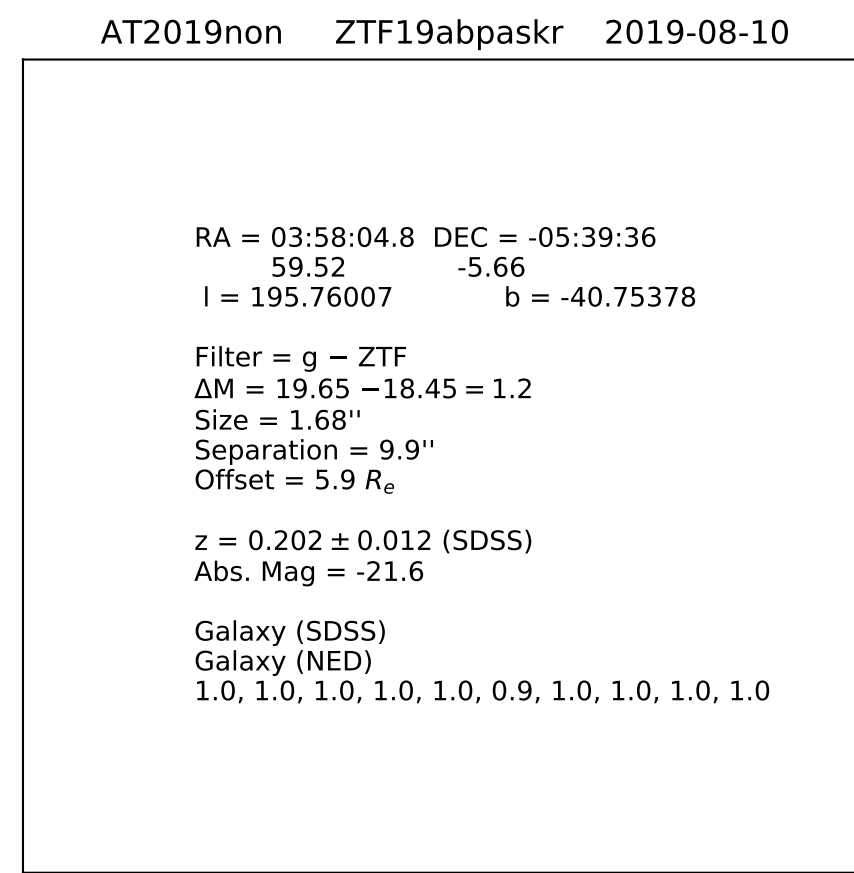 AT2019non ZTF19abpaskr 2019-08-10
RA = 03:58:04.8 DEC = -05:39:36
59.52 -5.66
l = 195.76007 b = -40.75378
Filter = g − ZTF
ΔM = 19.65 −18.45 = 1.2
Size = 1.68''
Separation = 9.9''
Offset = 5.9 Re
z = 0.202 ± 0.012 (SDSS)
Abs. Mag = -21.6
Galaxy (SDSS)
Galaxy (NED)
1.0, 1.0, 1.0, 1.0, 1.0, 0.9, 1.0, 1.0, 1.0, 1.0